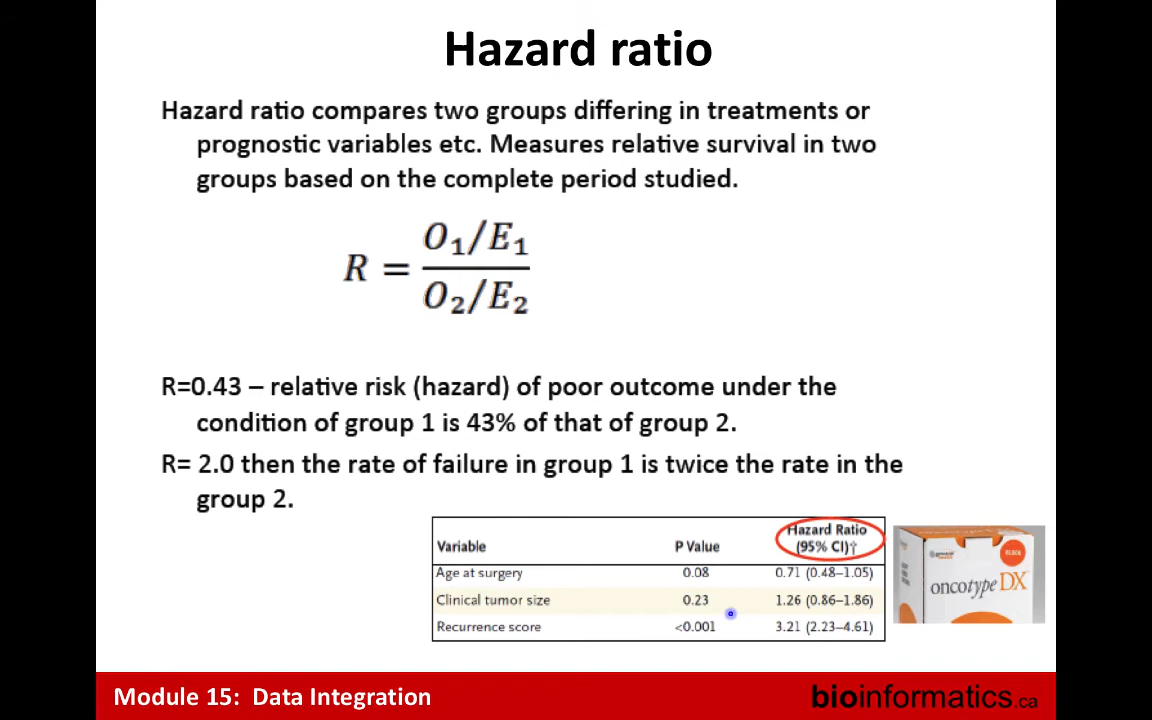 Hazard ratio
Hazard ratio compares two groups differing in treatments or
prognostic variables etc. Measures relative survival in two
groups based on the complete period studied.
R = (O₁/E₁)/(O₂/E₂)
R=0.43 – relative risk (hazard) of poor outcome under the
condition of group 1 is 43% of that of group 2.
R= 2.0 then the rate of failure in group 1 is twice the rate in the
group 2.
Variable P Value Hazard Ratio (95% CI)†
Age at surgery 0.08 0.71 (0.48–1.05)
Clinical tumor size 0.23 1.26 (0.86–1.86)
Recurrence score <0.001 3.21 (2.23–4.61)
oncotype DX
Module 15: Data Integration
bioinformatics.ca